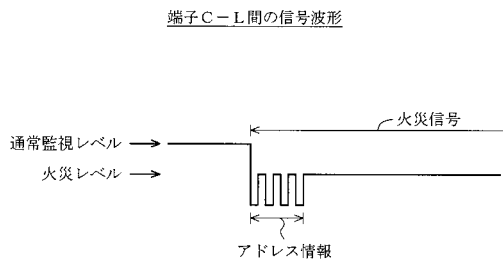 端子C－L間の信号波形
火災信号
通常監視レベル
火災レベル
アドレス情報